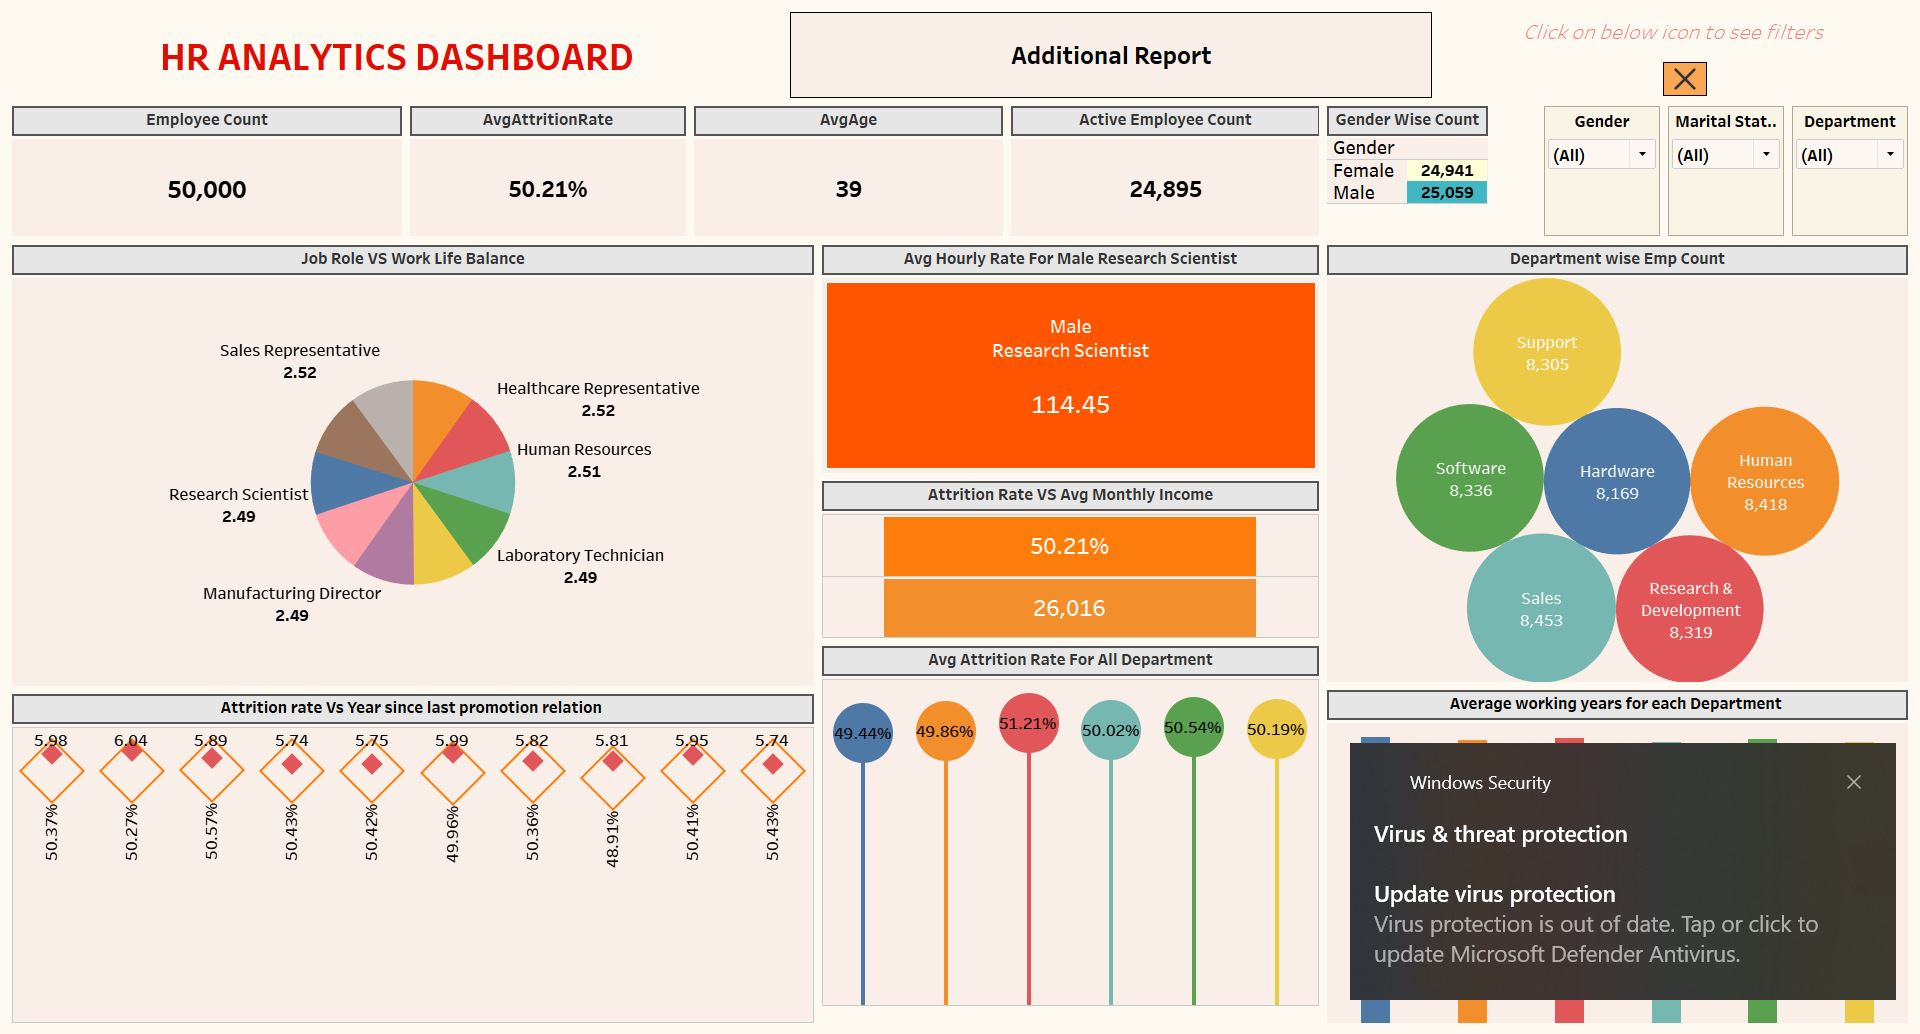 HR ANALYTICS DASHBOARD
Additional Report
Click on below icon to see filters
Employee Count
50,000
AvgAttritionRate
50.21%
AvgAge
39
Active Employee Count
24,895
Gender Wise Count
Gender
Female 24,941
Male 25,059
Gender
(All)
Marital Stat..
(All)
Department
(All)
Job Role VS Work Life Balance
Sales Representative
2.52
Healthcare Representative
2.52
Human Resources
2.51
Research Scientist
2.49
Laboratory Technician
2.49
Manufacturing Director
2.49
Avg Hourly Rate For Male Research Scientist
Male
Research Scientist
114.45
Attrition Rate VS Avg Monthly Income
50.21%
26,016
Department wise Emp Count
Support
8,305
Software
8,336
Hardware
8,169
Human
Resources
8,418
Sales
8,453
Research &
Development
8,319
Attrition rate Vs Year since last promotion relation
5.98 6.04 5.89 5.74 5.75 5.99 5.82 5.81 5.95 5.74
50.37% 50.27% 50.57% 50.43% 50.42% 49.96% 50.36% 48.91% 50.41% 50.43%
Avg Attrition Rate For All Department
49.44% 49.86% 51.21% 50.02% 50.54% 50.19%
Average working years for each Department
Windows Security
Virus & threat protection
Update virus protection
Virus protection is out of date. Tap or click to
update Microsoft Defender Antivirus.